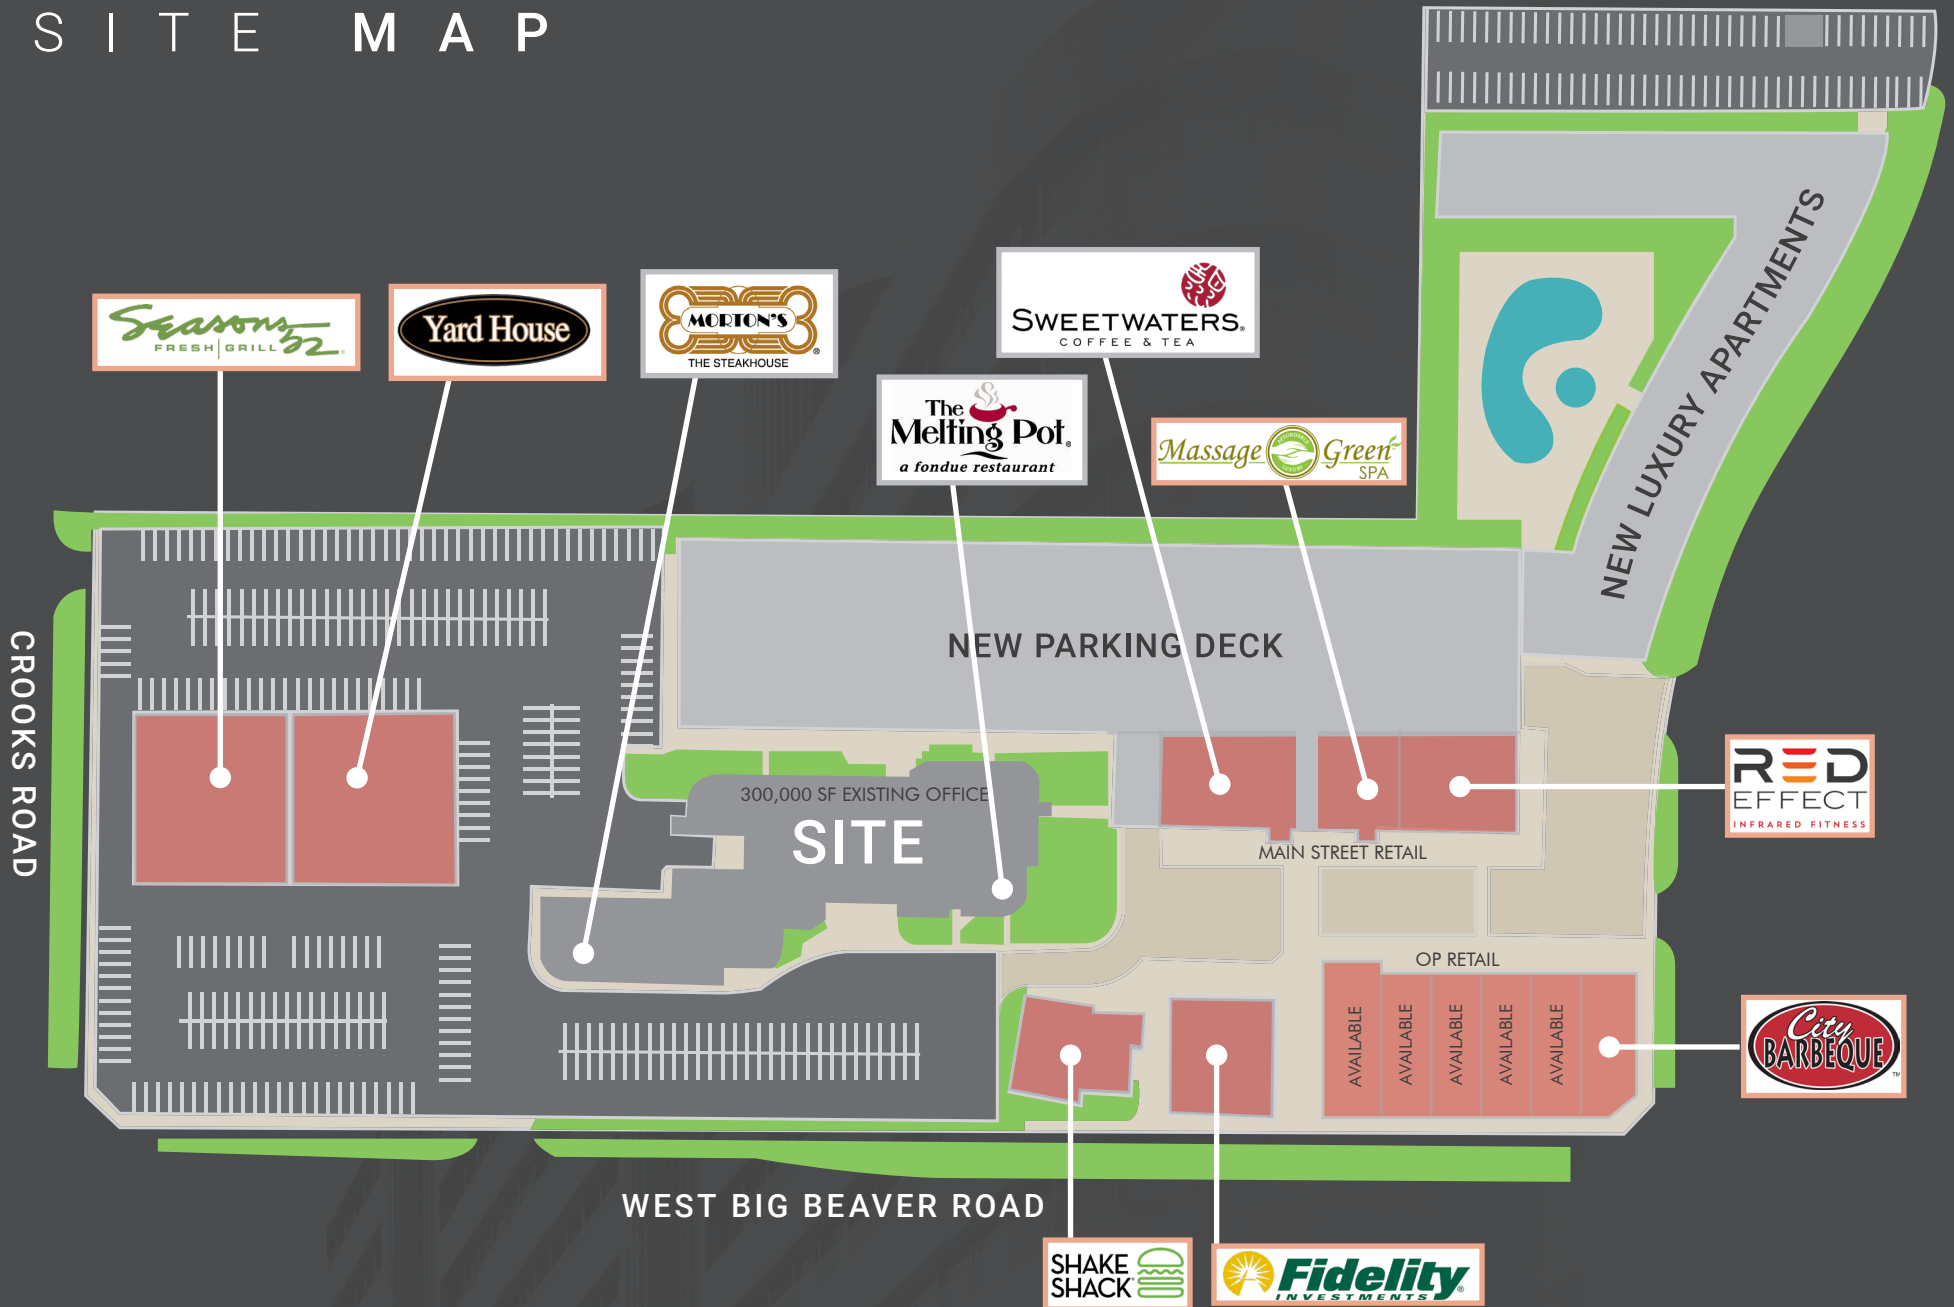 SITE MAP
SWEETWATERS®
COFFEE & TEA
Seasons 52
FRESH | GRILL
Yard House
MORTON'S
THE STEAKHOUSE
The
Melting Pot®
a fondue restaurant
Massage Green
SPA
AFFORDABLE
LUXURY
NEW LUXURY APARTMENTS
NEW PARKING DECK
CROOKS ROAD
300,000 SF EXISTING OFFICE
SITE
RED
EFFECT
INFRARED FITNESS
MAIN STREET RETAIL
OP RETAIL
AVAILABLE
AVAILABLE
AVAILABLE
AVAILABLE
AVAILABLE
City
BARBEQUE™
WEST BIG BEAVER ROAD
SHAKE
SHACK
Fidelity®
INVESTMENTS